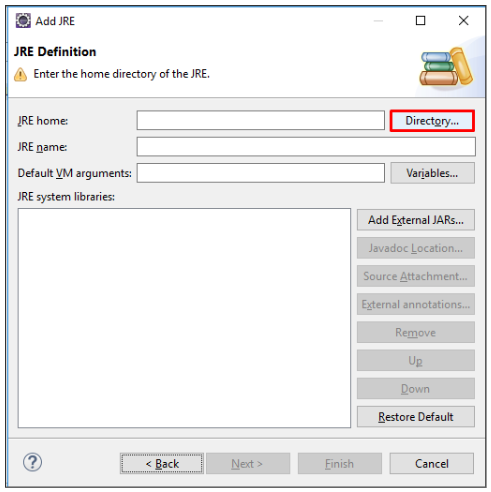 Add JRE
JRE Definition
Enter the home directory of the JRE.
JRE home:
Directory...
JRE name:
Default VM arguments:
Variables...
JRE system libraries:
Add External JARs...
Javadoc Location...
Source Attachment...
External annotations...
Remove
Up
Down
Restore Default
?
< Back
Next >
Finish
Cancel